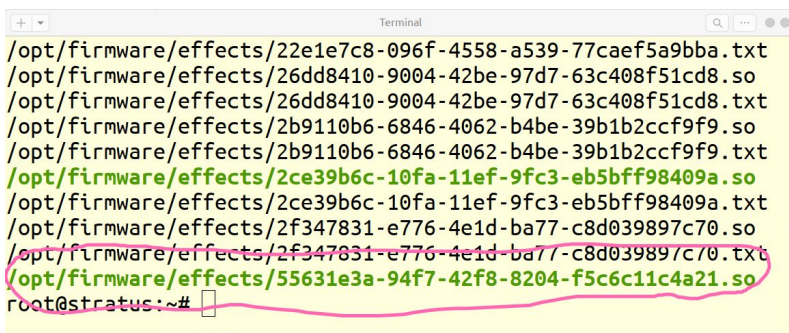 Terminal
/opt/firmware/effects/22e1e7c8-096f-4558-a539-77caef5a9bba.txt
/opt/firmware/effects/26dd8410-9004-42be-97d7-63c408f51cd8.so
/opt/firmware/effects/26dd8410-9004-42be-97d7-63c408f51cd8.txt
/opt/firmware/effects/2b9110b6-6846-4062-b4be-39b1b2ccf9f9.so
/opt/firmware/effects/2b9110b6-6846-4062-b4be-39b1b2ccf9f9.txt
/opt/firmware/effects/2ce39b6c-10fa-11ef-9fc3-eb5bff98409a.so
/opt/firmware/effects/2ce39b6c-10fa-11ef-9fc3-eb5bff98409a.txt
/opt/firmware/effects/2f347831-e776-4e1d-ba77-c8d039897c70.so
/opt/firmware/effects/2f347831-e776-4e1d-ba77-c8d039897c70.txt
/opt/firmware/effects/55631e3a-94f7-42f8-8204-f5c6c11c4a21.so
root@stratus:~#